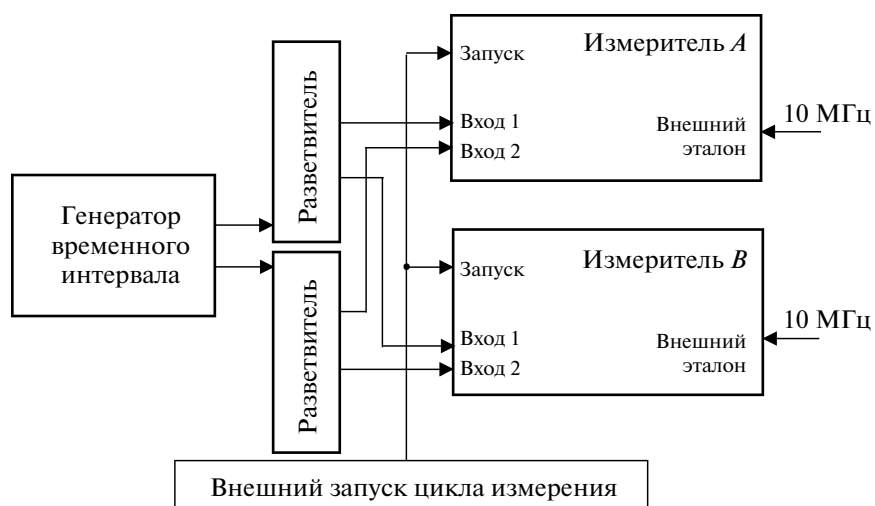 Генератор
временного
интервала
Разветвитель
Разветвитель
Запуск
Измеритель A
Вход 1
Вход 2
Внешний
эталон
10 МГц
Запуск
Измеритель B
Вход 1
Вход 2
Внешний
эталон
10 МГц
Внешний запуск цикла измерения